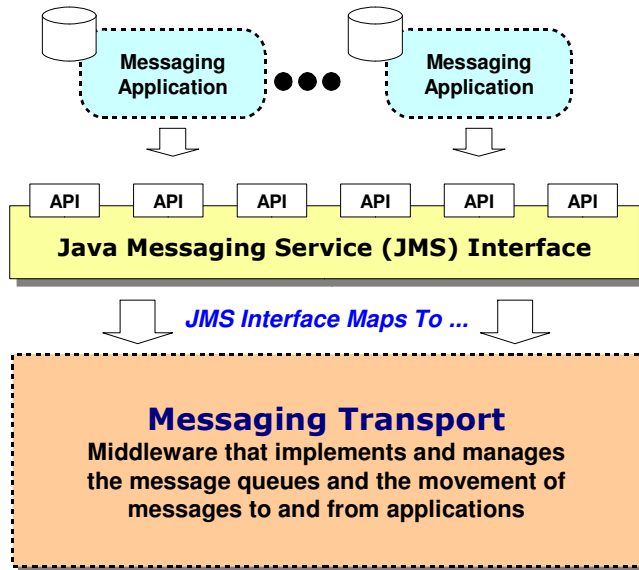 Messaging
Application
Messaging
Application
API
API
API
API
API
API
Java Messaging Service (JMS) Interface
JMS Interface Maps To ...
Messaging Transport
Middleware that implements and manages
the message queues and the movement of
messages to and from applications